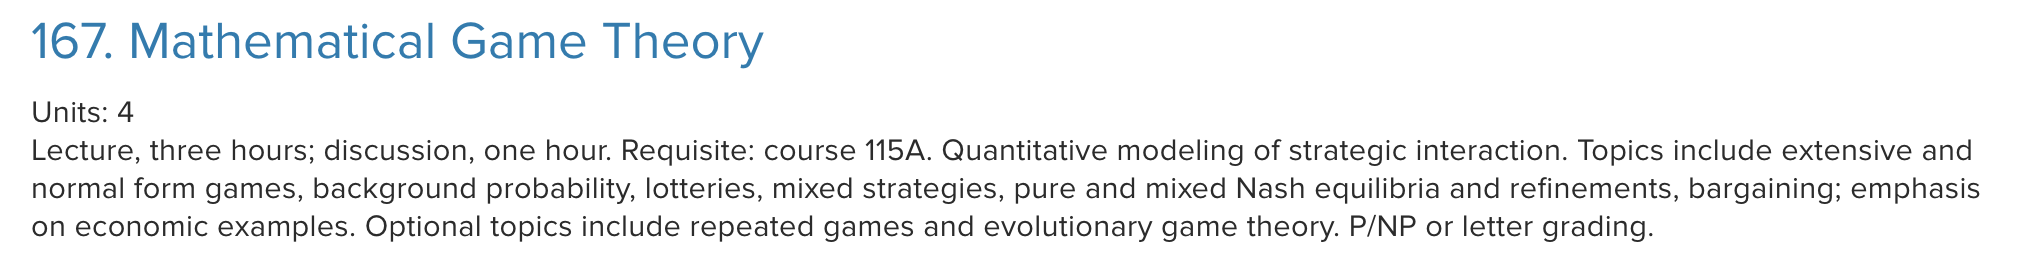 167. Mathematical Game Theory
Units: 4
Lecture, three hours; discussion, one hour. Requisite: course 115A. Quantitative modeling of strategic interaction. Topics include extensive and
normal form games, background probability, lotteries, mixed strategies, pure and mixed Nash equilibria and refinements, bargaining; emphasis
on economic examples. Optional topics include repeated games and evolutionary game theory. P/NP or letter grading.